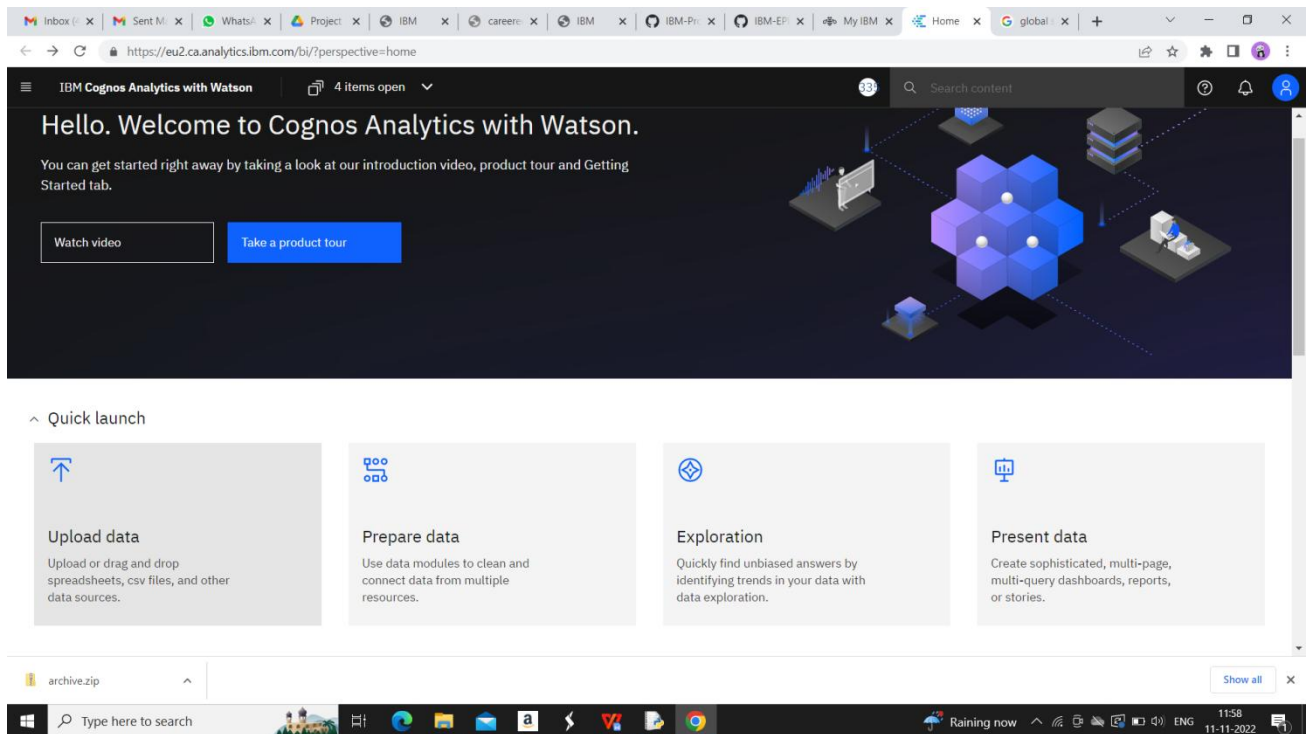 Inbox (4
Sent M
WhatsA
Project
IBM
careere
IBM
IBM-Pr
IBM-EP
My IBM
Home
global
https://eu2.ca.analytics.ibm.com/bi/?perspective=home
IBM Cognos Analytics with Watson
4 items open
Search content
Hello. Welcome to Cognos Analytics with Watson.
You can get started right away by taking a look at our introduction video, product tour and Getting
Started tab.
Watch video
Take a product tour
Quick launch
Upload data
Upload or drag and drop
spreadsheets, csv files, and other
data sources.
Prepare data
Use data modules to clean and
connect data from multiple
resources.
Exploration
Quickly find unbiased answers by
identifying trends in your data with
data exploration.
Present data
Create sophisticated, multi-page,
multi-query dashboards, reports,
or stories.
archive.zip
Show all
Type here to search
Raining now
ENG
11:58
11-11-2022